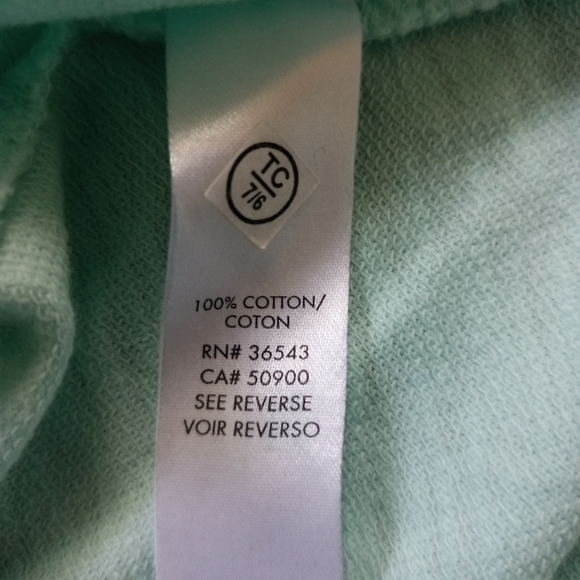 TC
7/6
100% COTTON/
COTON
RN# 36543
CA# 50900
SEE REVERSE
VOIR REVERSO